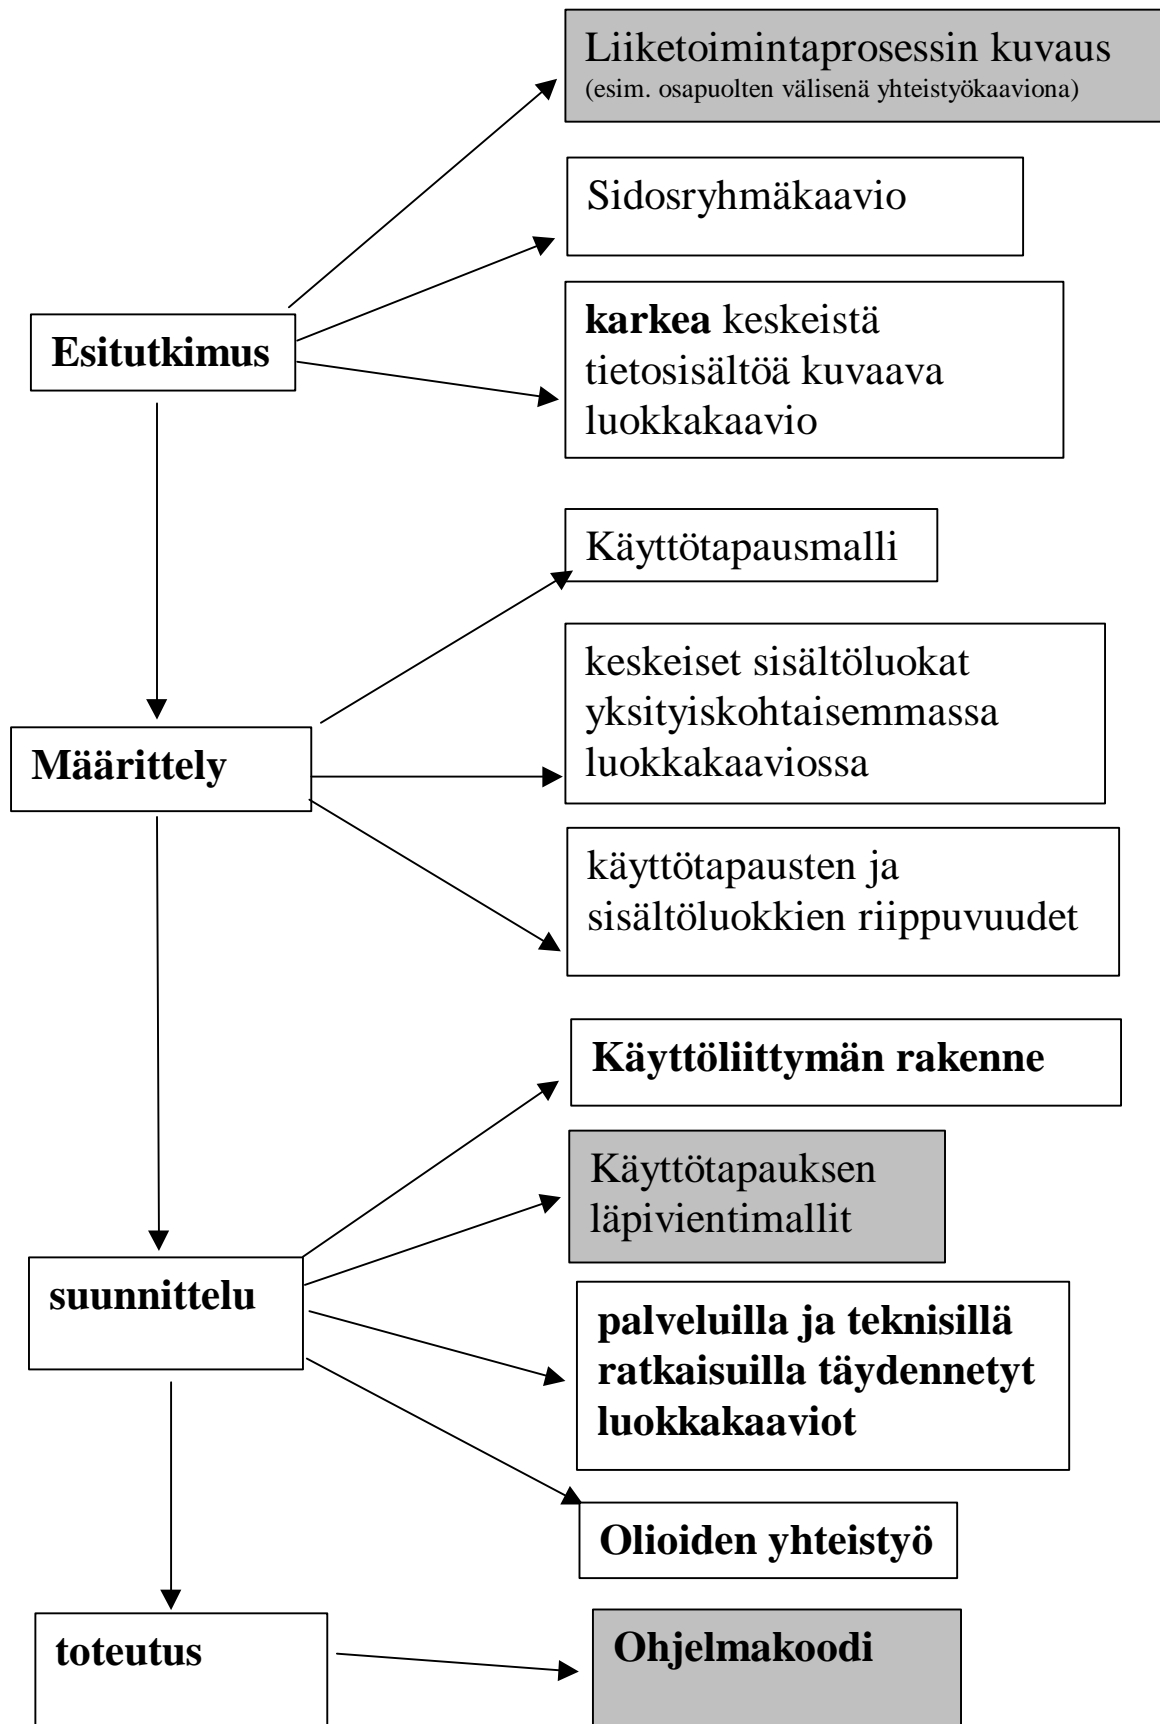 Liiketoimintaprosessin kuvaus
(esim. osapuolten välisenä yhteistyökaaviona)
Sidosryhmäkaavio
Esitutkimus
karkea keskeistä
tietosisältöä kuvaava
luokkakaavio
Käyttötapausmalli
keskeiset sisältöluokat
yksityiskohtaisemmassa
luokkakaaviossa
Määrittely
käyttötapausten ja
sisältöluokkien riippuvuudet
Käyttöliittymän rakenne
Käyttötapauksen
läpivientimallit
suunnittelu
palveluilla ja teknisillä
ratkaisuilla täydennetyt
luokkakaaviot
Olioiden yhteistyö
toteutus
Ohjelmakoodi